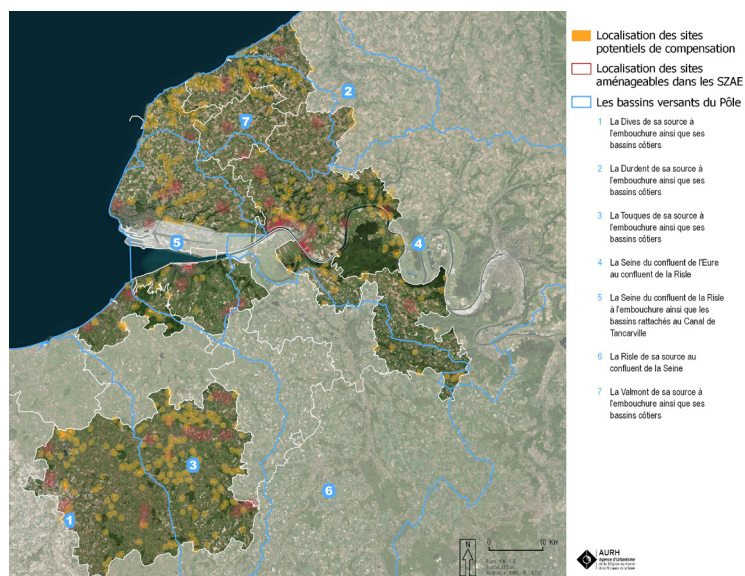 Localisation des sites
potentiels de compensation
Localisation des sites
aménageables dans les SZAE
Les bassins versants du Pôle
1 La Dives de sa source à
l'embouchure ainsi que ses
bassins côtiers
2 La Durdent de sa source à
l'embouchure ainsi que ses
bassins côtiers
3 La Touques de sa source à
l'embouchure ainsi que ses
bassins côtiers
4 La Seine du confluent de l'Eure
au confluent de la Risle
5 La Seine du confluent de la Risle
à l'embouchure ainsi que les
bassins rattachés au Canal de
Tancarville
6 La Risle de sa source au
confluent de la Seine
7 La Valmont de sa source à
l'embouchure ainsi que ses
bassins côtiers
2
7
5
4
3
6
1
N
0 10 Km
AURH
Agence d'Urbanisme